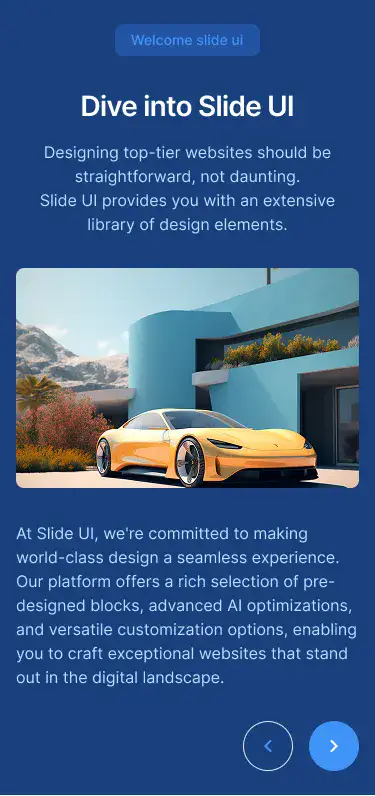 Welcome slide ui
Dive into Slide UI
Designing top-tier websites should be
straightforward, not daunting.
Slide UI provides you with an extensive
library of design elements.
At Slide UI, we're committed to making
world-class design a seamless experience.
Our platform offers a rich selection of pre-
designed blocks, advanced AI optimizations,
and versatile customization options, enabling
you to craft exceptional websites that stand
out in the digital landscape.